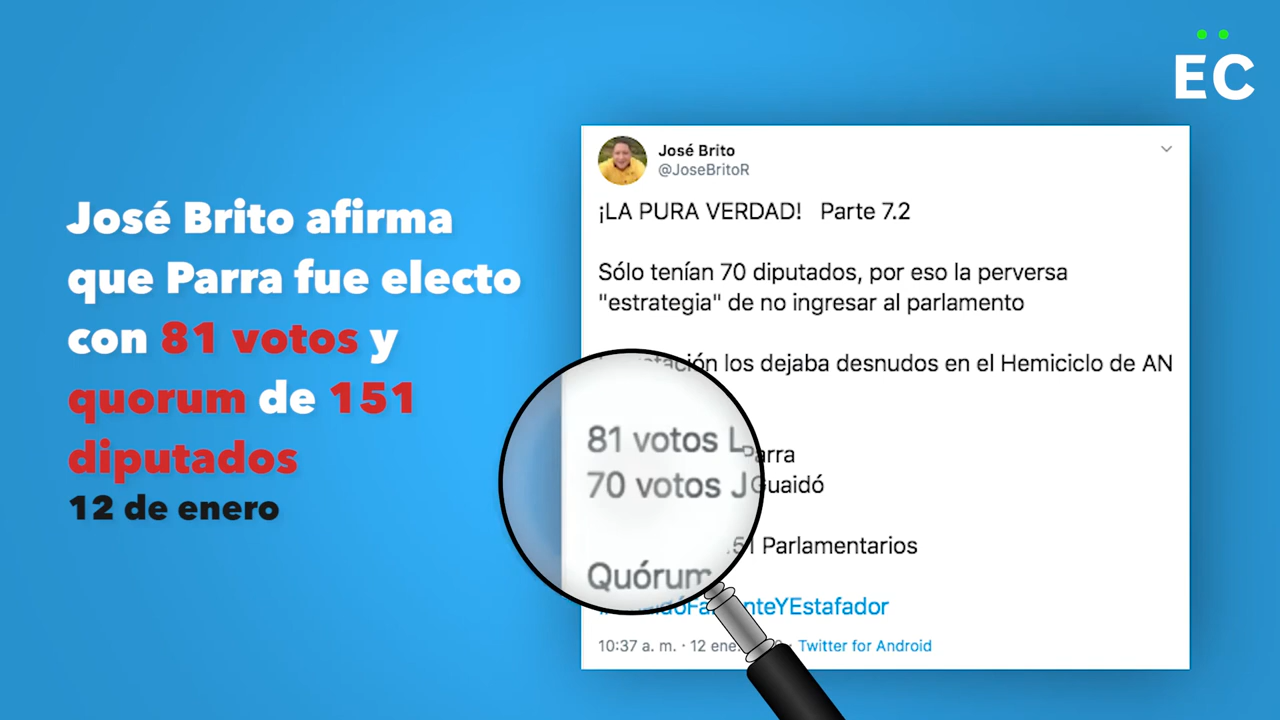 EC
José Brito afirma
que Parra fue electo
con 81 votos y
quorum de 151
diputados
12 de enero
José Brito
@JoseBritoR
¡LA PURA VERDAD! Parte 7.2
Sólo tenían 70 diputados, por eso la perversa
"estrategia" de no ingresar al parlamento
los dejaba desnudos en el Hemiciclo de AN
81 votos L Parra
70 votos J Guaidó
Quórum 151 Parlamentarios
10:37 a. m. · 12 ene. · Twitter for Android